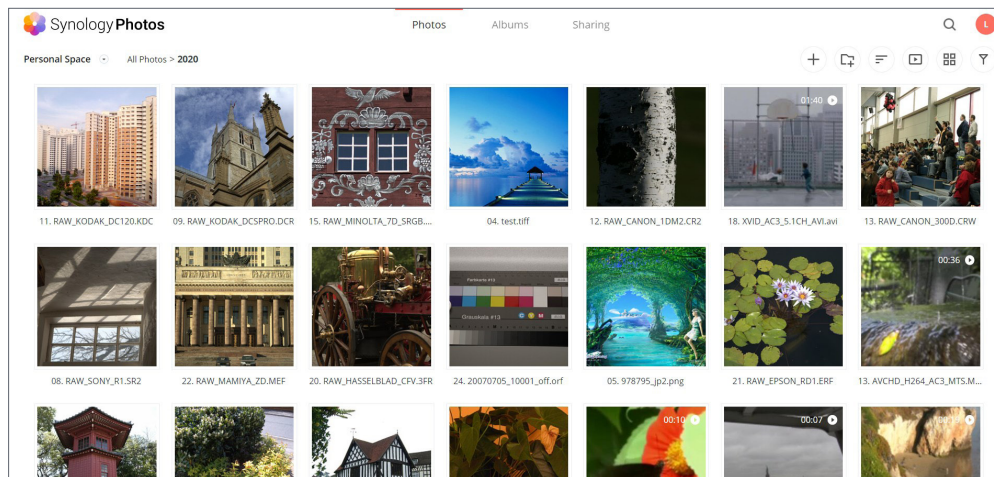 Synology Photos
Photos Albums Sharing
L
Personal Space All Photos > 2020
01:40
11. RAW_KODAK_DC120.KDC 09. RAW_KODAK_DCSPRO.DCR 15. RAW_MINOLTA_7D_SRGB.... 04. test.tiff 12. RAW_CANON_1DM2.CR2 18. XVID_AC3_5.1CH_AVI.avi 13. RAW_CANON_300D.CRW
00:36
Grauskala #13 C Y M
08. RAW_SONY_R1.SR2 22. RAW_MAMIYA_ZD.MEF 20. RAW_HASSELBLAD_CFV.3FR 24. 20070705_10001_off.orf 05. 978795_jp2.png 21. RAW_EPSON_RD1.ERF 13. AVCHD_H264_AC3_MTS.M...
00:10 00:07